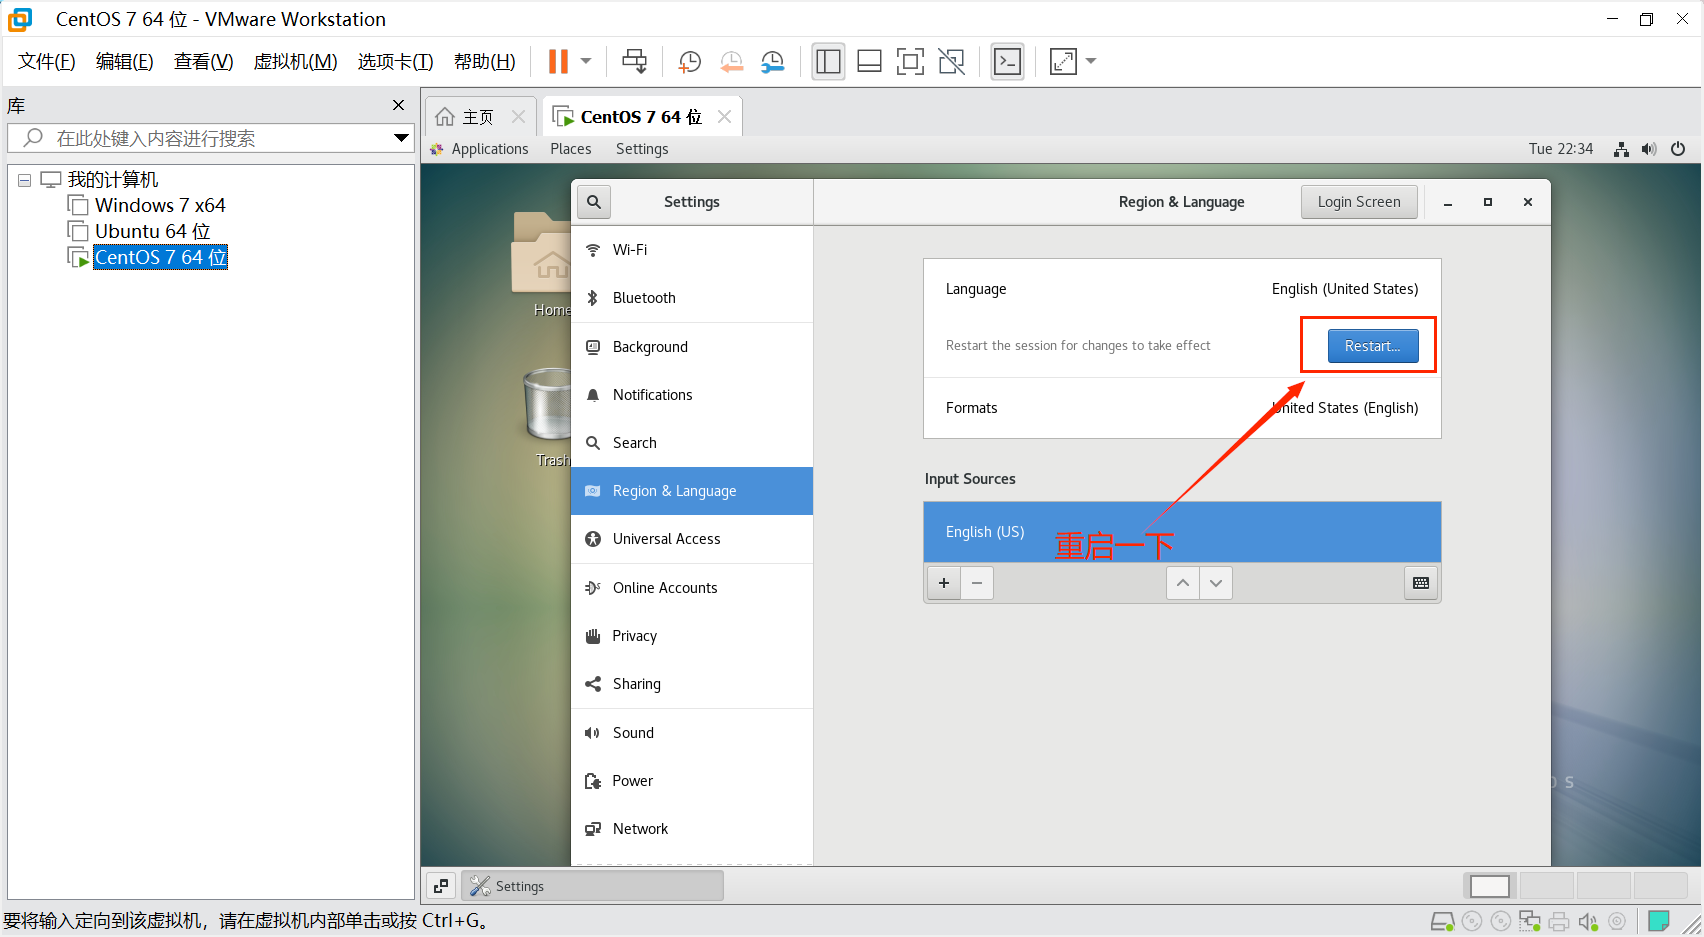 CentOS 7 64 位 - VMware Workstation
文件(F) 编辑(E) 查看(V) 虚拟机(M) 选项卡(T) 帮助(H)
库
在此处键入内容进行搜索
我的计算机
Windows 7 x64
Ubuntu 64 位
CentOS 7 64 位
主页 CentOS 7 64 位
Applications Places Settings Tue 22:34
Home
Trash
Settings Region & Language Login Screen
Wi-Fi
Bluetooth
Background
Notifications
Search
Region & Language
Universal Access
Online Accounts
Privacy
Sharing
Sound
Power
Network
Language English (United States)
Restart the session for changes to take effect Restart...
Formats United States (English)
Input Sources
English (US)
重启一下
Settings
要将输入定向到该虚拟机，请在虚拟机内部单击或按 Ctrl+G。